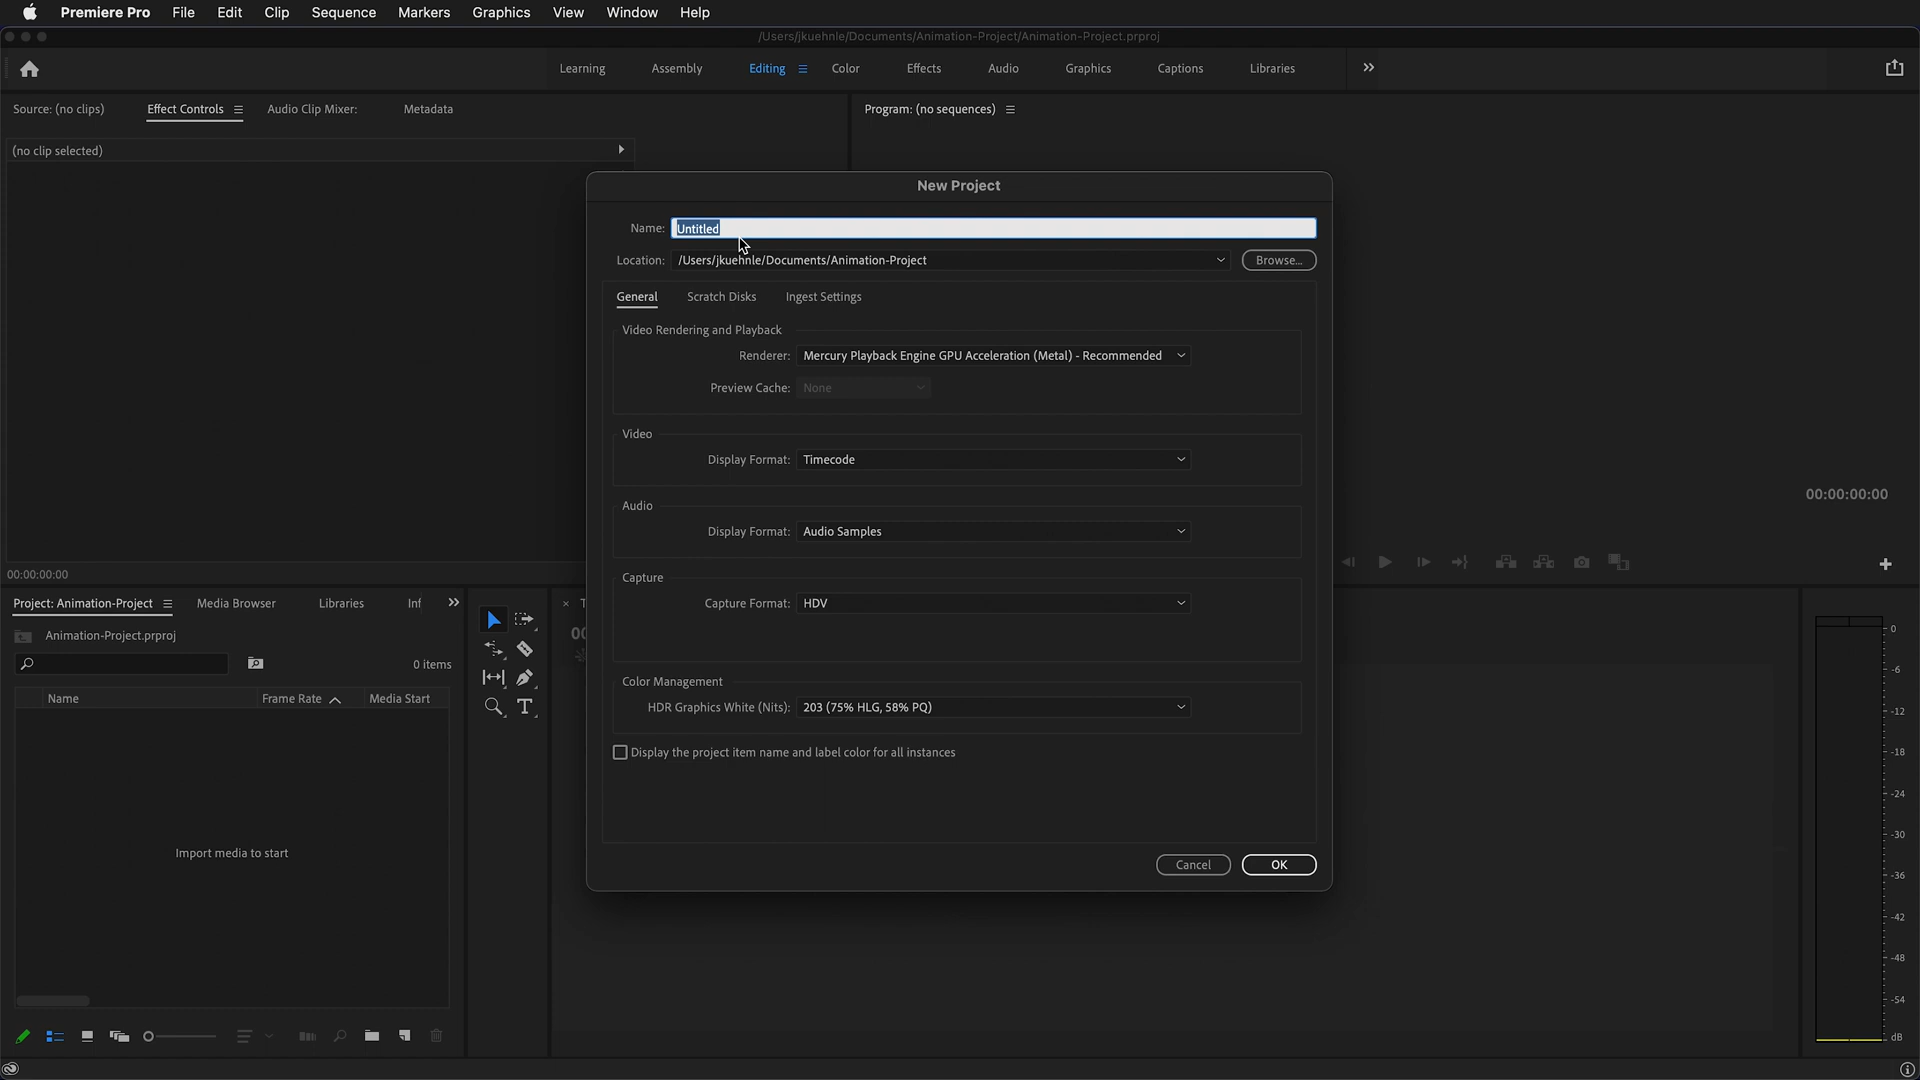 Premiere Pro File Edit Clip Sequence Markers Graphics View Window Help
/Users/jkuehnle/Documents/Animation-Project/Animation-Project.prproj
Learning Assembly Editing Color Effects Audio Graphics Captions Libraries
Source: (no clips) Effect Controls Audio Clip Mixer: Metadata Program: (no sequences)
(no clip selected)
New Project
Name: Untitled
Location: /Users/jkuehnle/Documents/Animation-Project Browse...
General Scratch Disks Ingest Settings
Video Rendering and Playback
Renderer: Mercury Playback Engine GPU Acceleration (Metal) - Recommended
Preview Cache: None
Video
Display Format: Timecode
00:00:00:00
Audio
Display Format: Audio Samples
00:00:00:00
Capture
Capture Format: HDV
Color Management
HDR Graphics White (Nits): 203 (75% HLG, 58% PQ)
Display the project item name and label color for all instances
Cancel OK
Project: Animation-Project Media Browser Libraries Inf
Animation-Project.prproj
0 items
Name Frame Rate Media Start
Import media to start
T
00
0
-6
-12
-18
-24
-30
-36
-42
-48
-54
dB